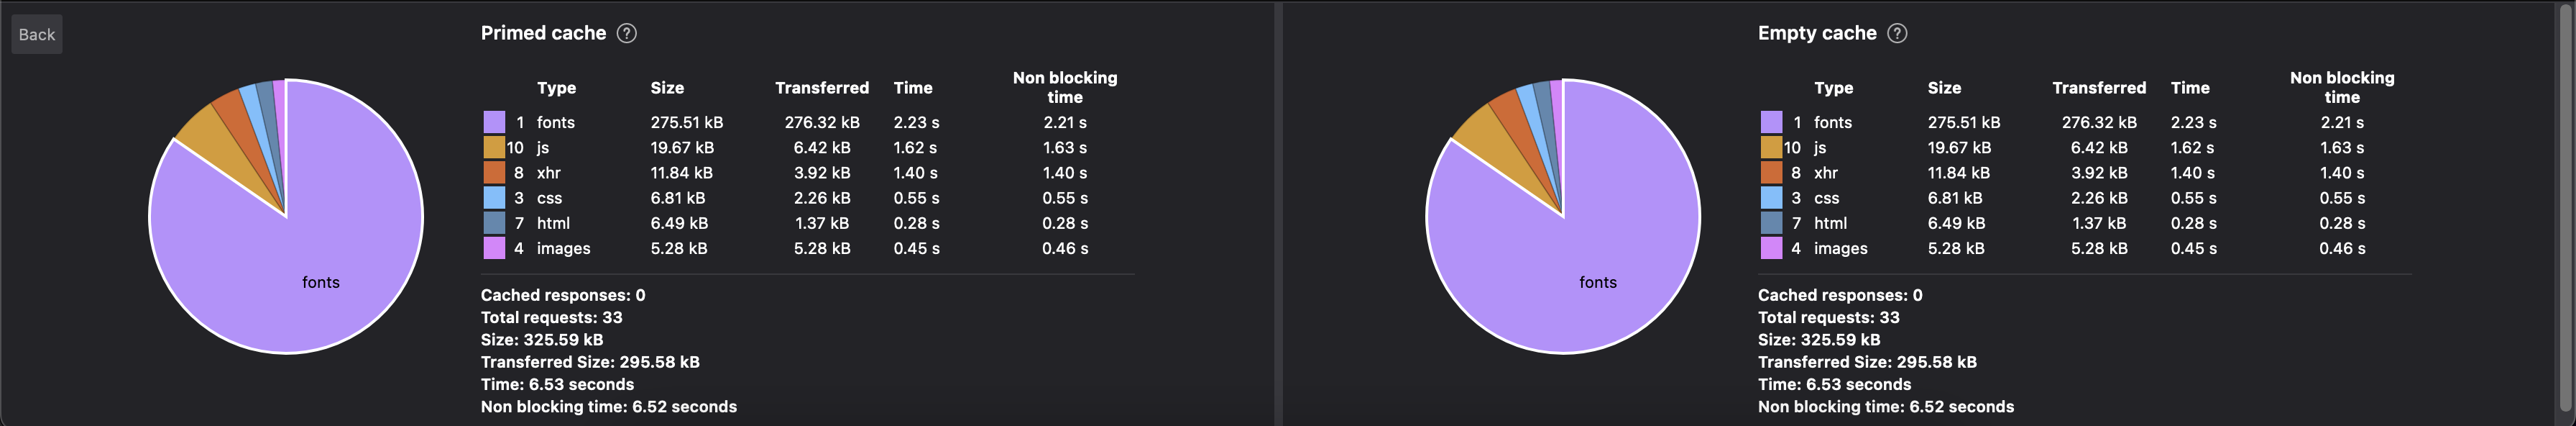 Back
Primed cache ?
Type Size Transferred Time Non blocking time
1 fonts 275.51 kB 276.32 kB 2.23 s 2.21 s
10 js 19.67 kB 6.42 kB 1.62 s 1.63 s
8 xhr 11.84 kB 3.92 kB 1.40 s 1.40 s
3 css 6.81 kB 2.26 kB 0.55 s 0.55 s
7 html 6.49 kB 1.37 kB 0.28 s 0.28 s
4 images 5.28 kB 5.28 kB 0.45 s 0.46 s
fonts
Cached responses: 0
Total requests: 33
Size: 325.59 kB
Transferred Size: 295.58 kB
Time: 6.53 seconds
Non blocking time: 6.52 seconds
Empty cache ?
Type Size Transferred Time Non blocking time
1 fonts 275.51 kB 276.32 kB 2.23 s 2.21 s
10 js 19.67 kB 6.42 kB 1.62 s 1.63 s
8 xhr 11.84 kB 3.92 kB 1.40 s 1.40 s
3 css 6.81 kB 2.26 kB 0.55 s 0.55 s
7 html 6.49 kB 1.37 kB 0.28 s 0.28 s
4 images 5.28 kB 5.28 kB 0.45 s 0.46 s
fonts
Cached responses: 0
Total requests: 33
Size: 325.59 kB
Transferred Size: 295.58 kB
Time: 6.53 seconds
Non blocking time: 6.52 seconds